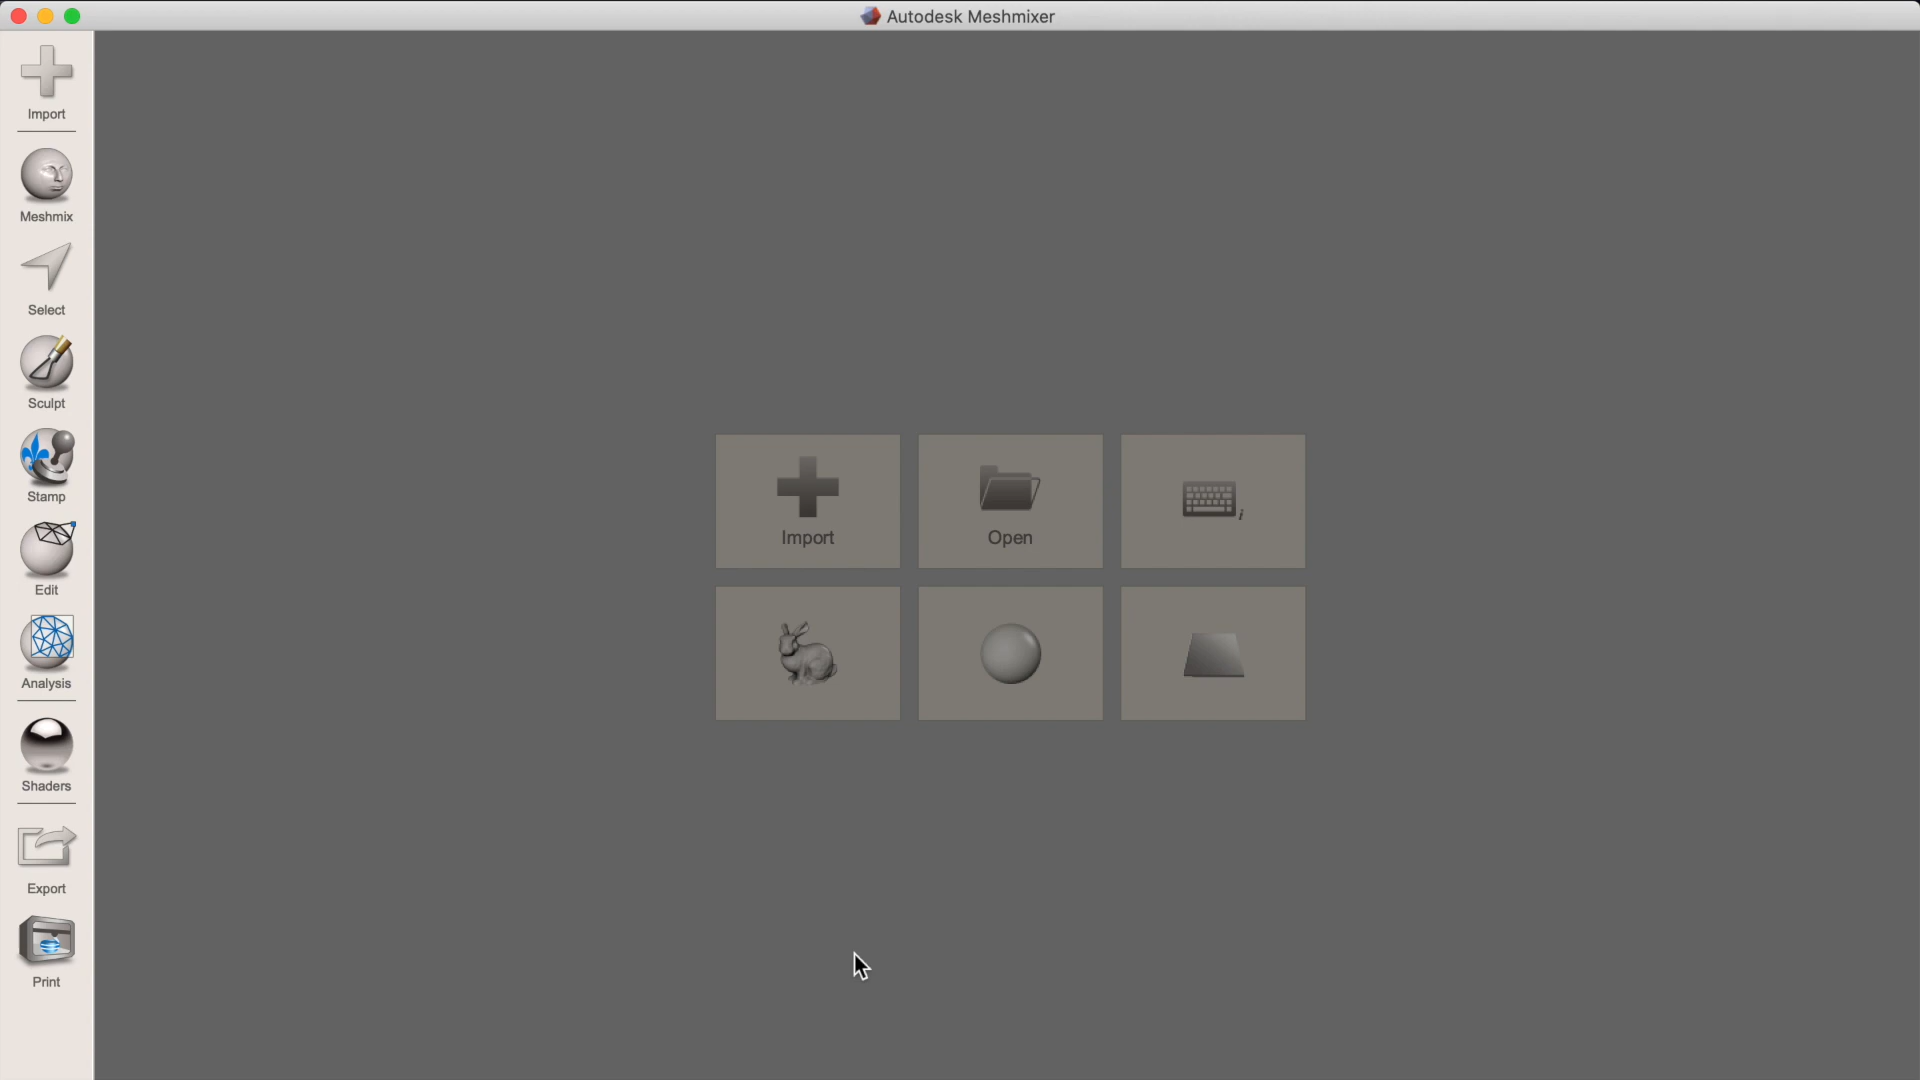 Autodesk Meshmixer
Import
Meshmix
Select
Sculpt
Stamp
Edit
Analysis
Shaders
Export
Print
Import
Open
i